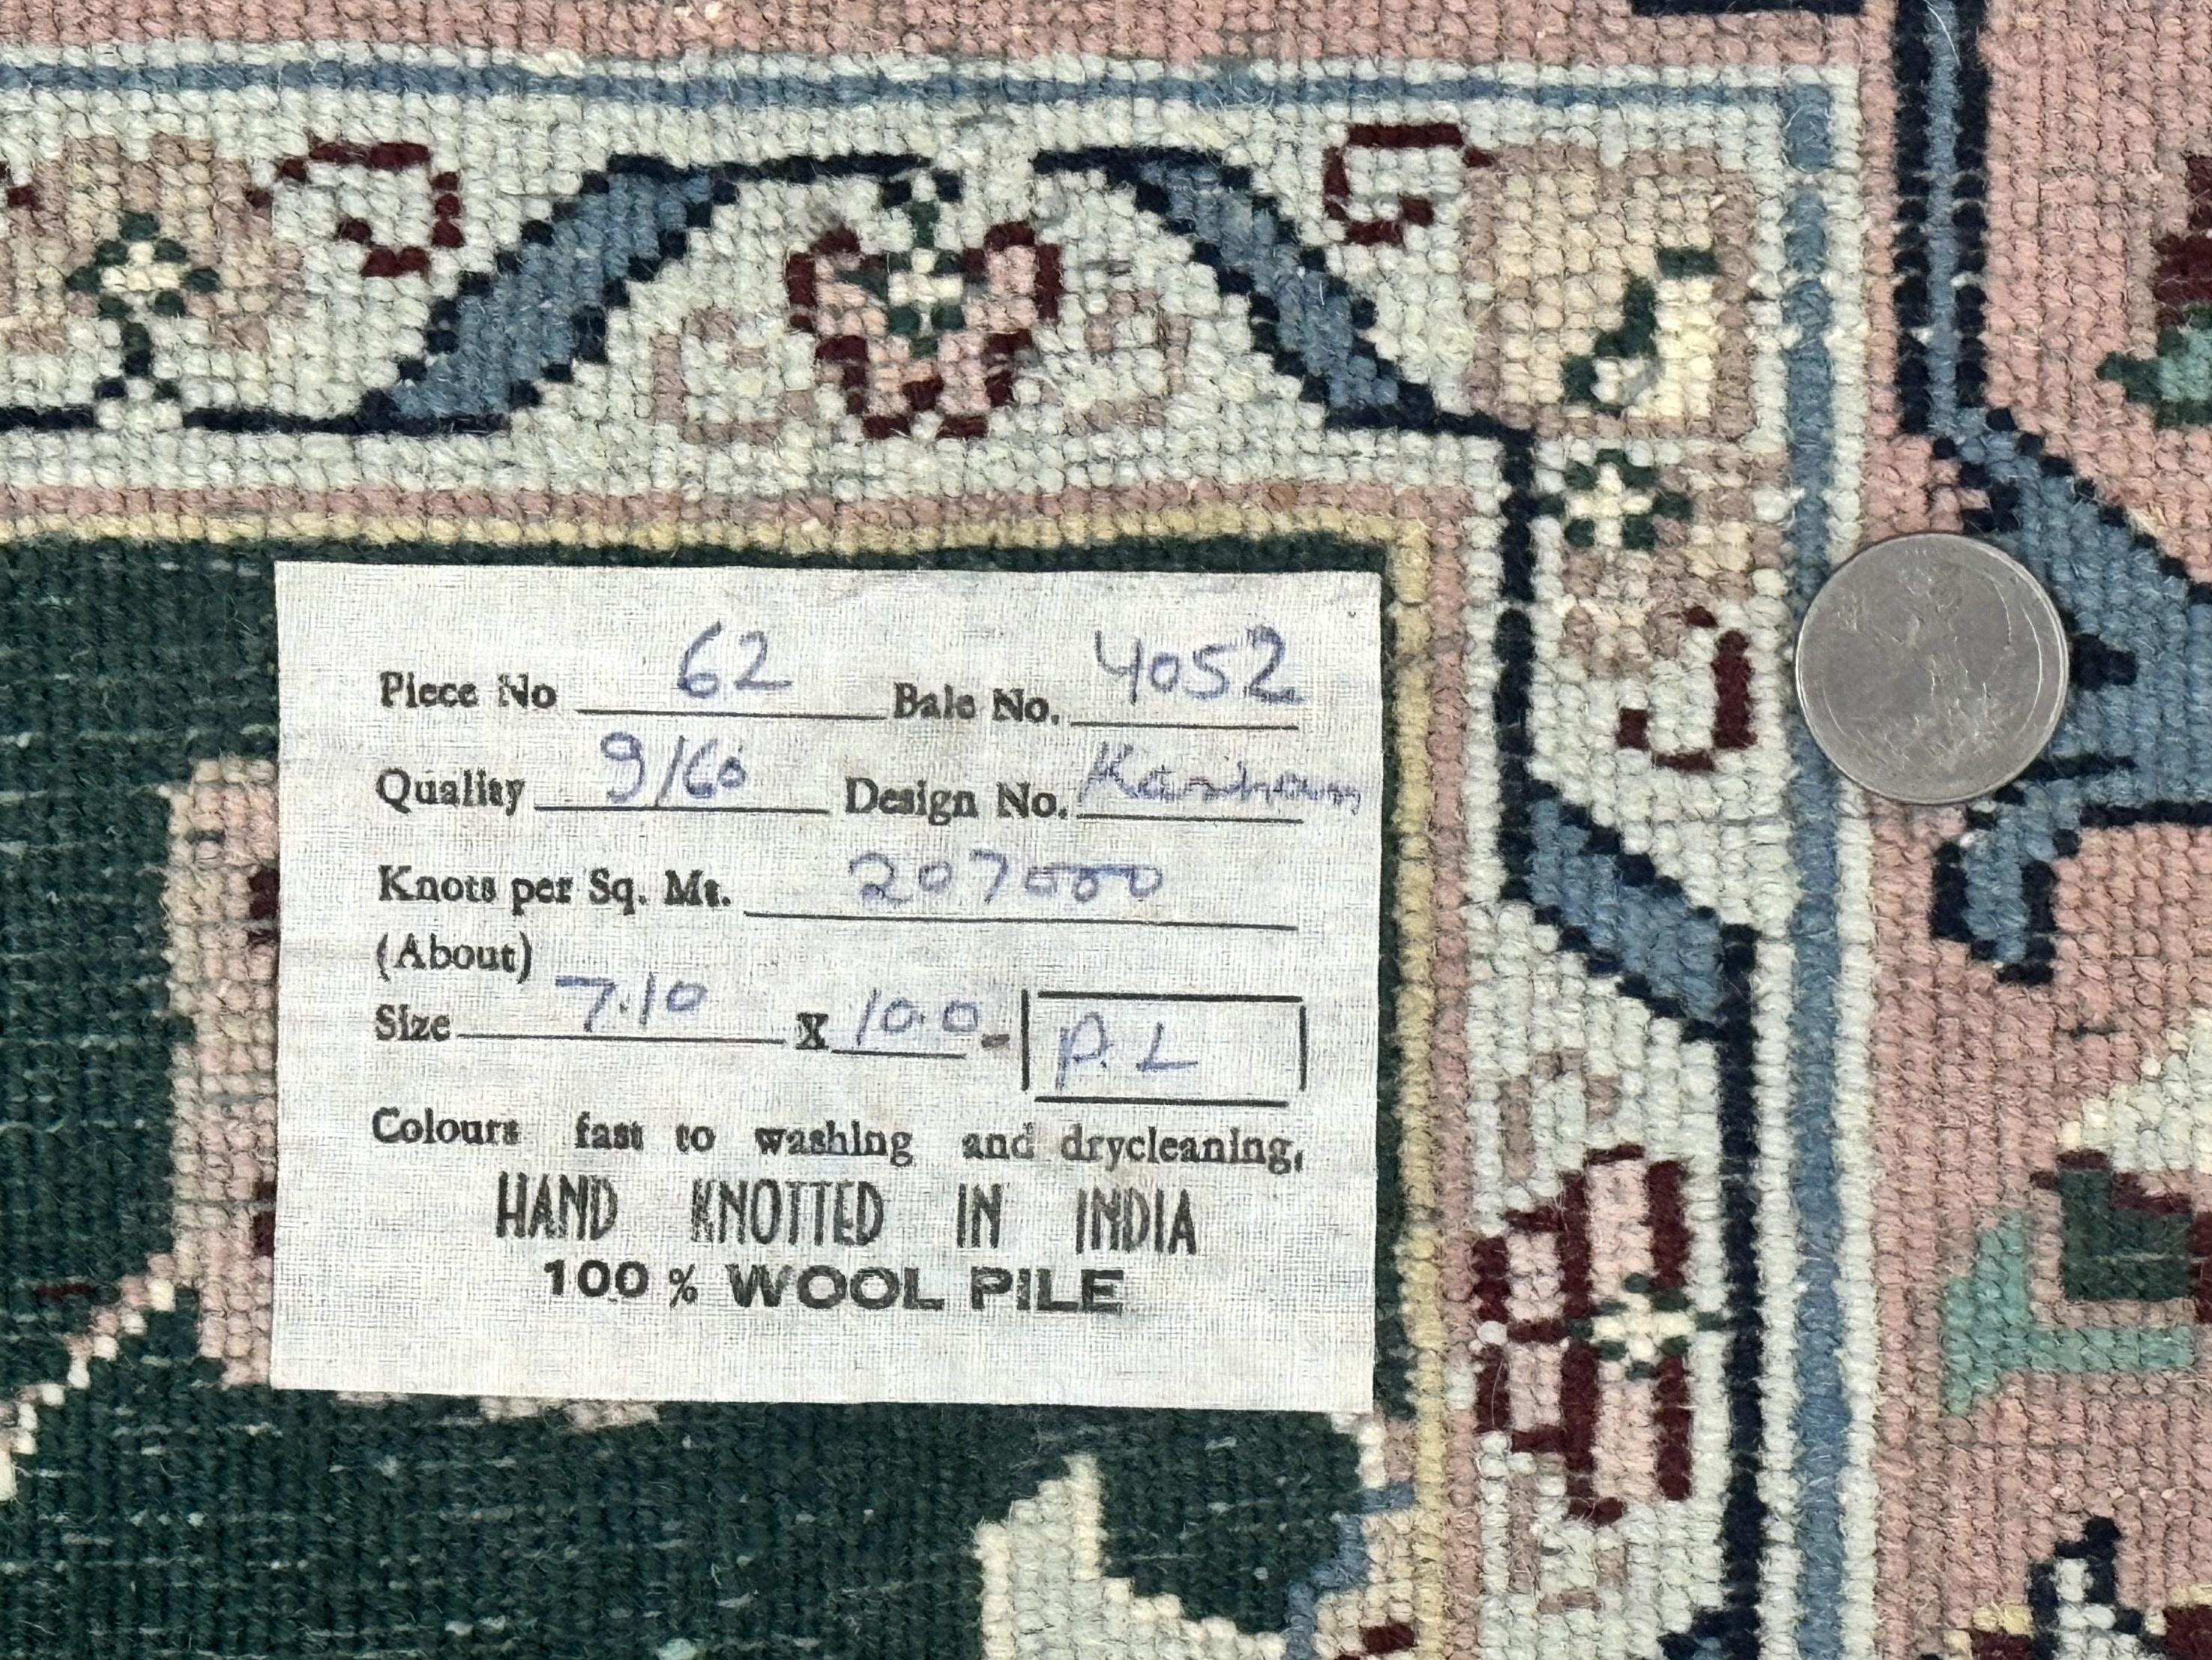 Piece No 62 Bale No. 4052
Quality 9/60 Design No. Kashan
Knots per Sq. Mt. 207000
(About)
Size 7.10 X 10.0 - P.L
Colours fast to washing and drycleaning,
HAND KNOTTED IN INDIA
100 % WOOL PILE